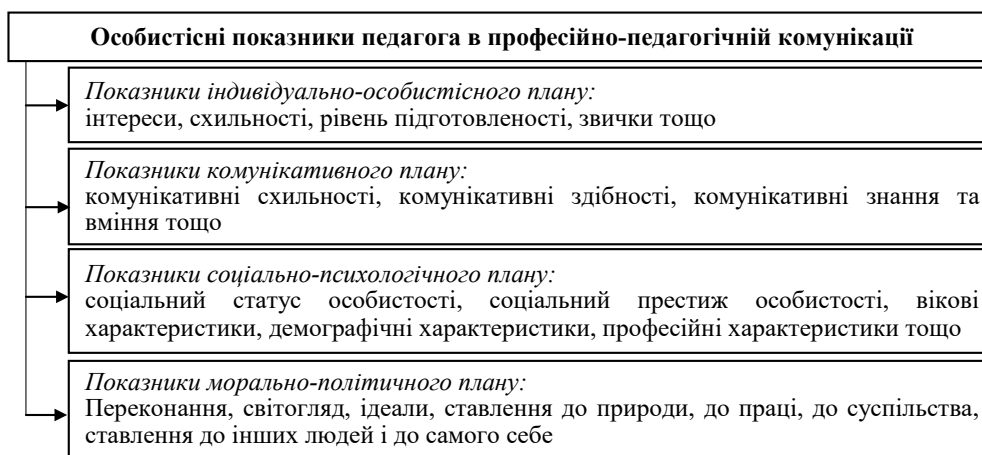 Особистісні показники педагога в професійно-педагогічній комунікації
Показники індивідуально-особистісного плану:
інтереси, схильності, рівень підготовленості, звички тощо
Показники комунікативного плану:
комунікативні схильності, комунікативні здібності, комунікативні знання та
вміння тощо
Показники соціально-психологічного плану:
соціальний статус особистості, соціальний престиж особистості, вікові
характеристики, демографічні характеристики, професійні характеристики тощо
Показники морально-політичного плану:
Переконання, світогляд, ідеали, ставлення до природи, до праці, до суспільства,
ставлення до інших людей і до самого себе